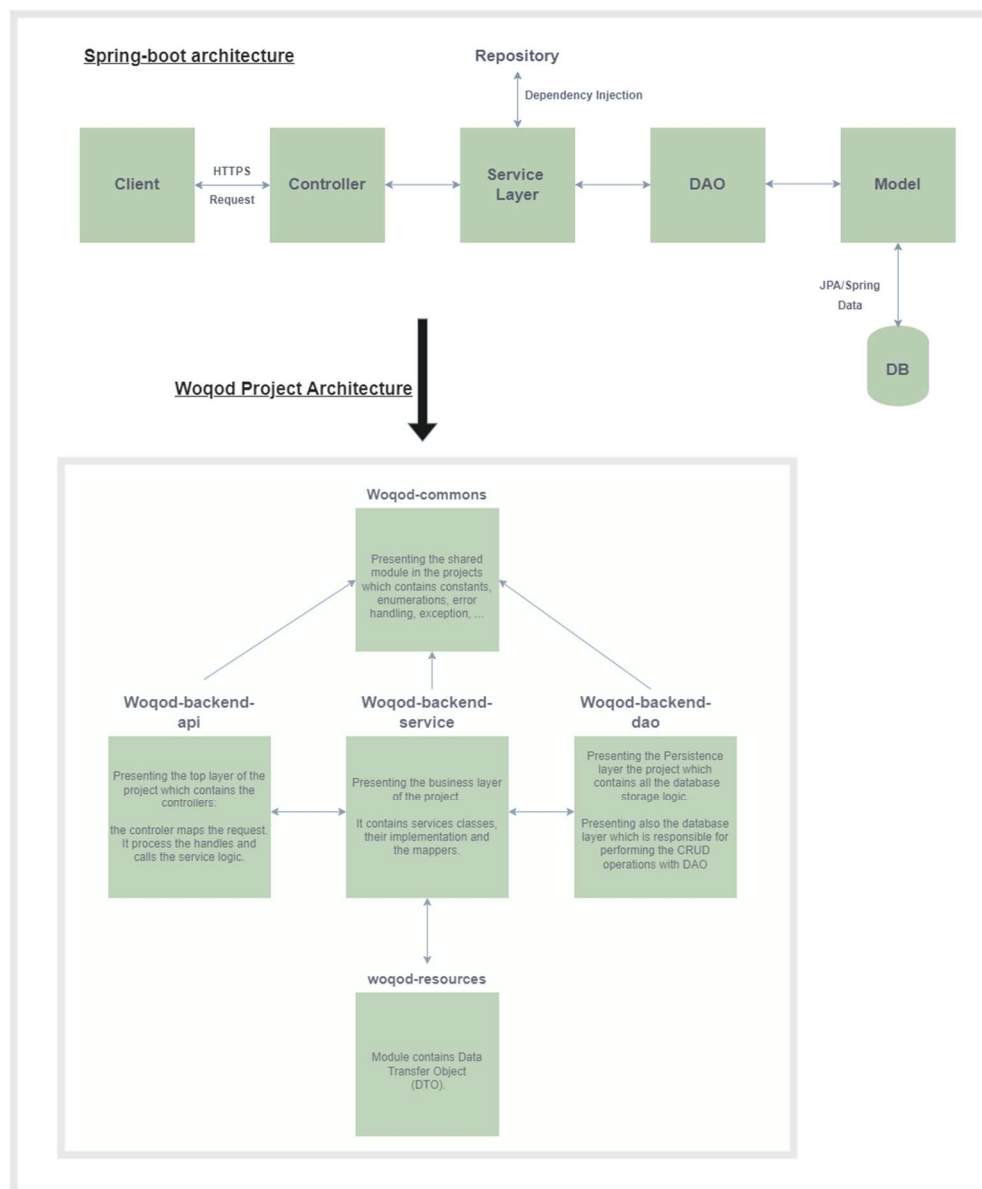 Spring-boot architecture
Repository
Dependency Injection
Client
HTTPS
Request
Controller
Service
Layer
DAO
Model
JPA/Spring
Data
DB
Woqod Project Architecture
Woqod-commons
Presenting the shared
module in the projects
which contains constants,
enumerations, error
handling, exception, ...
Woqod-backend-
api
Presenting the top layer of the
project which contains the
controllers:
the controler maps the request.
It process the handles and
calls the service logic.
Woqod-backend-
service
Presenting the business layer
of the project
It contains services classes,
their implementation and
the mappers.
Woqod-backend-
dao
Presenting the Persistence
layer the project which
contains all the database
storage logic
Presenting also the database
layer which is responsible for
performing the CRUD
operations with DAO
woqod-resources
Module contains Data
Transfer Object
(DTO).